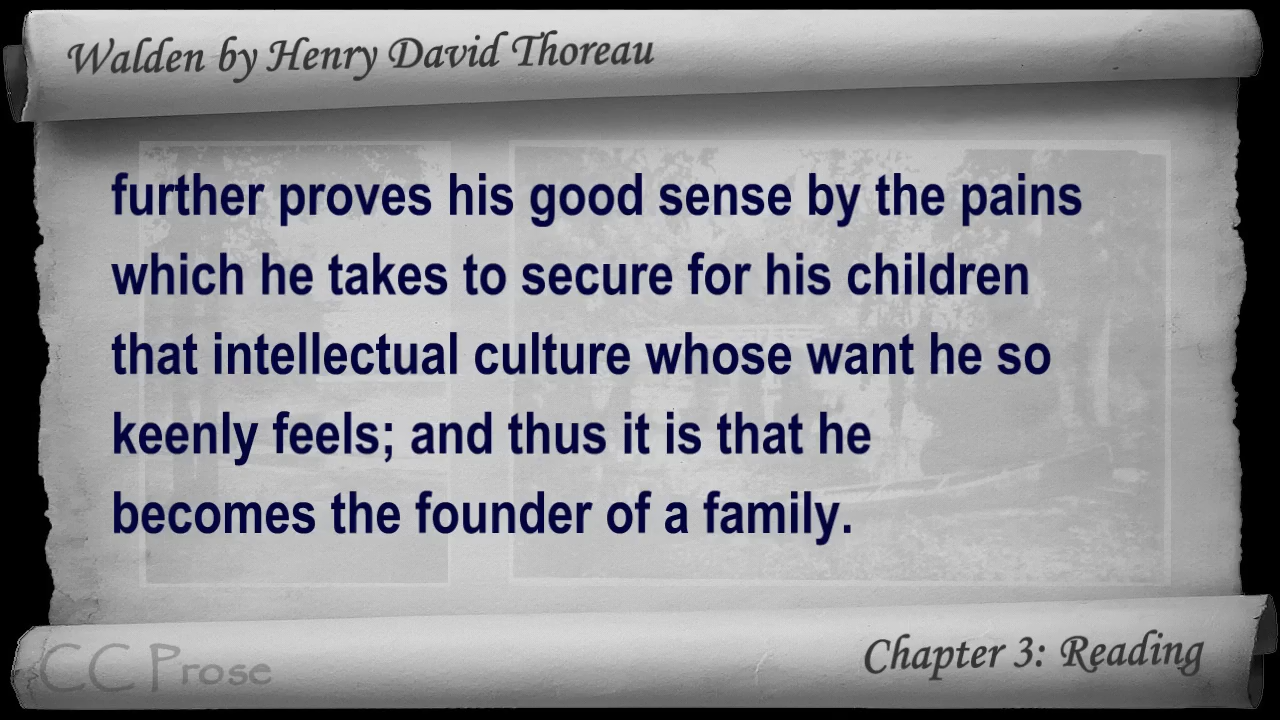 Walden by Henry David Thoreau
further proves his good sense by the pains
which he takes to secure for his children
that intellectual culture whose want he so
keenly feels; and thus it is that he
becomes the founder of a family.
CC Prose
Chapter 3: Reading